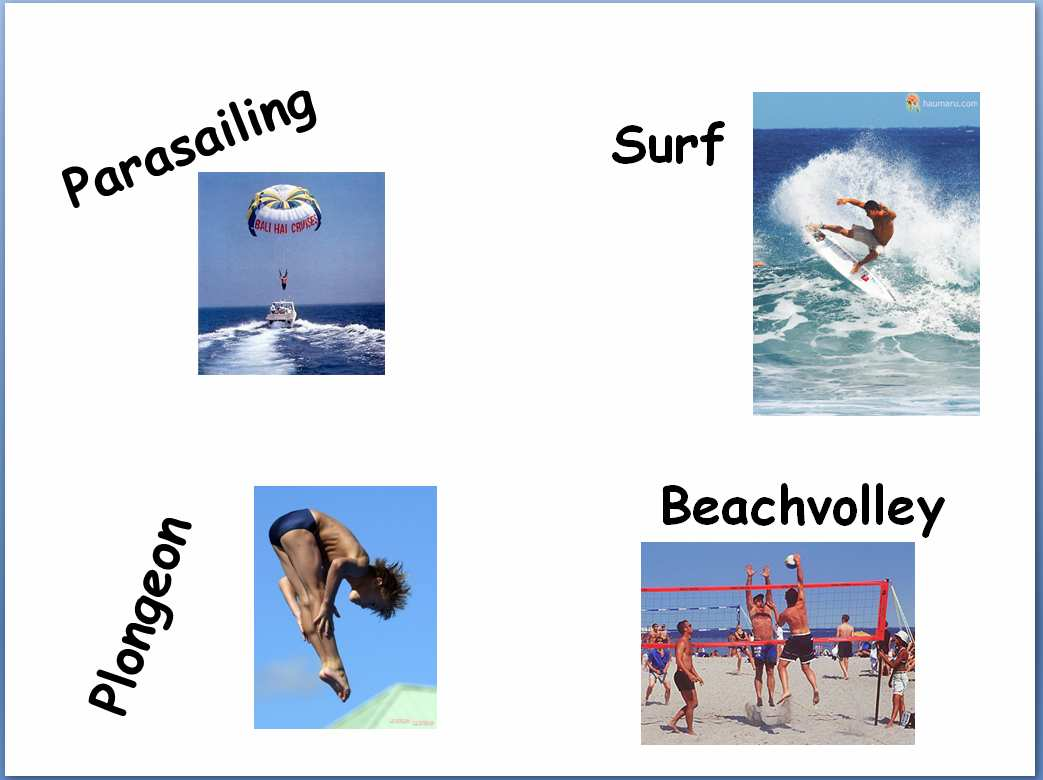 Parasailing
Surf
haumaru.com
BALI HAI CRUISES
Plongeon
Beachvolley